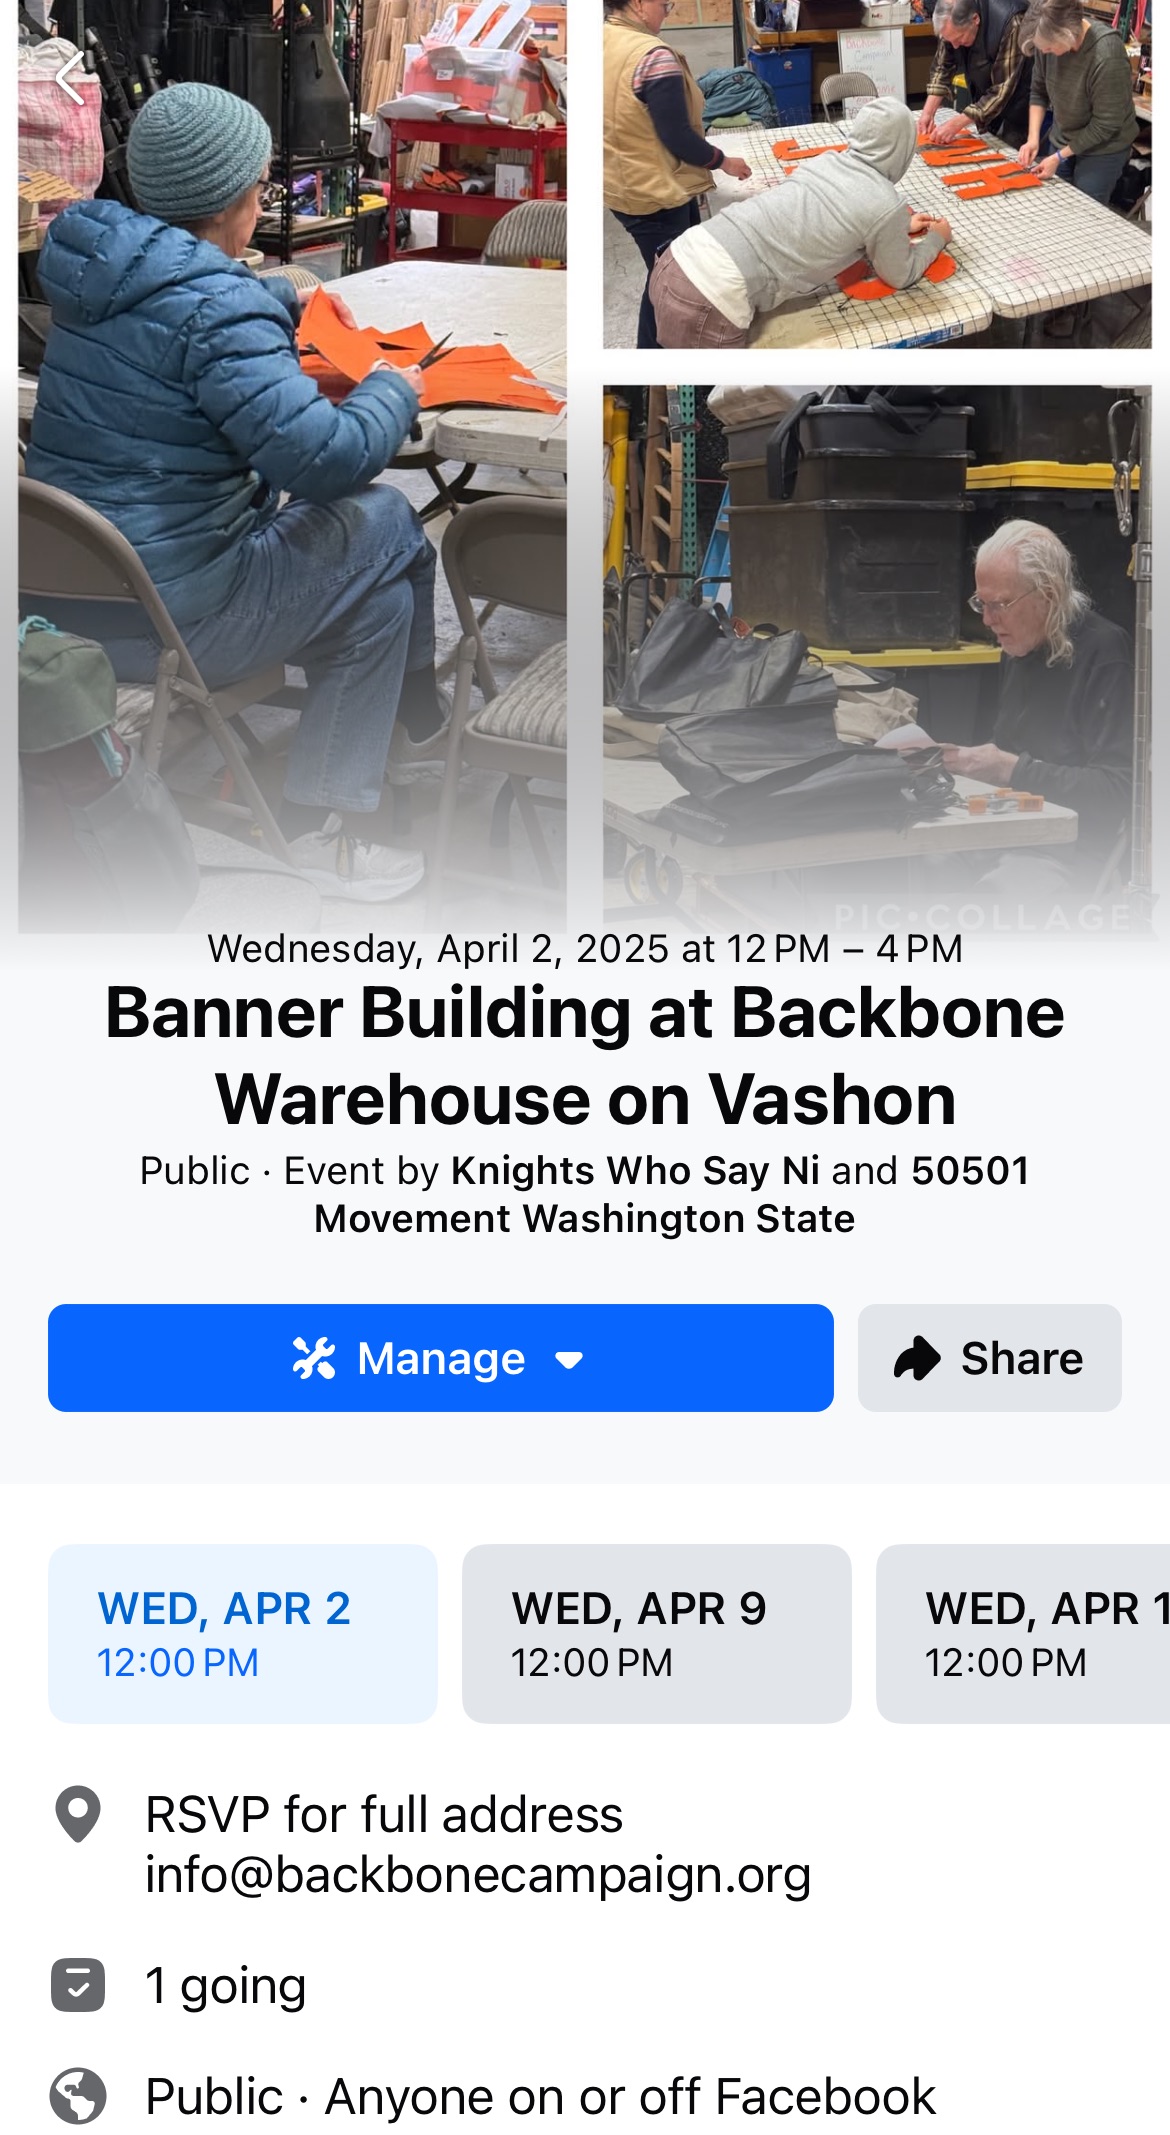 Backbone
Campaign
PIC•COLLAGE
Wednesday, April 2, 2025 at 12 PM – 4 PM
Banner Building at Backbone
Warehouse on Vashon
Public · Event by Knights Who Say Ni and 50501
Movement Washington State
Manage
Share
WED, APR 2
12:00 PM
WED, APR 9
12:00 PM
WED, APR 1
12:00 PM
RSVP for full address
info@backbonecampaign.org
1 going
Public · Anyone on or off Facebook